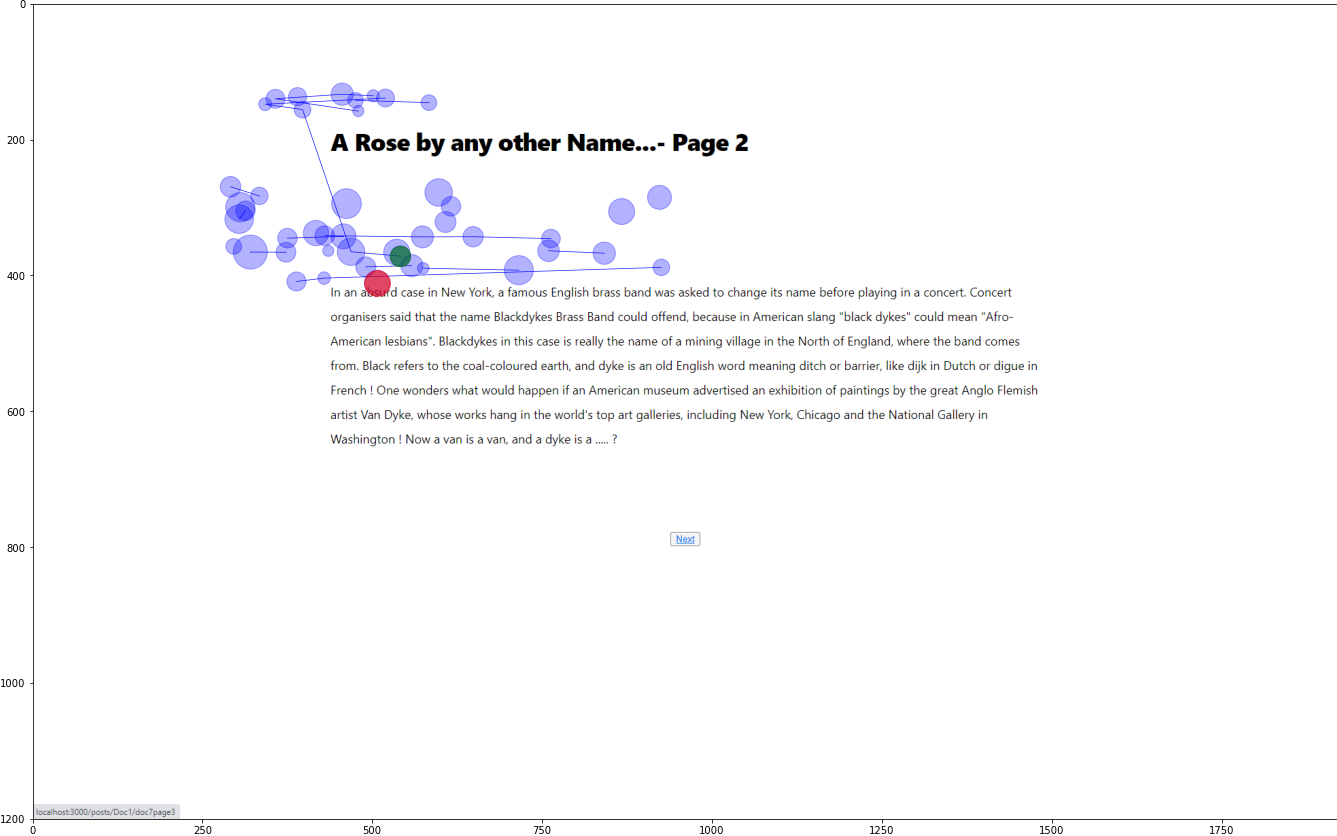 0
200
A Rose by any other Name...- Page 2
400
In an absurd case in New York, a famous English brass band was asked to change its name before playing in a concert. Concert
organisers said that the name Blackdykes Brass Band could offend, because in American slang "black dykes" could mean "Afro-
American lesbians". Blackdykes in this case is really the name of a mining village in the North of England, where the band comes
from. Black refers to the coal-coloured earth, and dyke is an old English word meaning ditch or barrier, like dijk in Dutch or digue in
French ! One wonders what would happen if an American museum advertised an exhibition of paintings by the great Anglo Flemish
600
artist Van Dyke, whose works hang in the world's top art galleries, including New York, Chicago and the National Gallery in
Washington ! Now a van is a van, and a dyke is a ..... ?
Next
800
1000
localhost:3000/posts/Doc1/doc7page3
1200
0 250 500 750 1000 1250 1500 1750